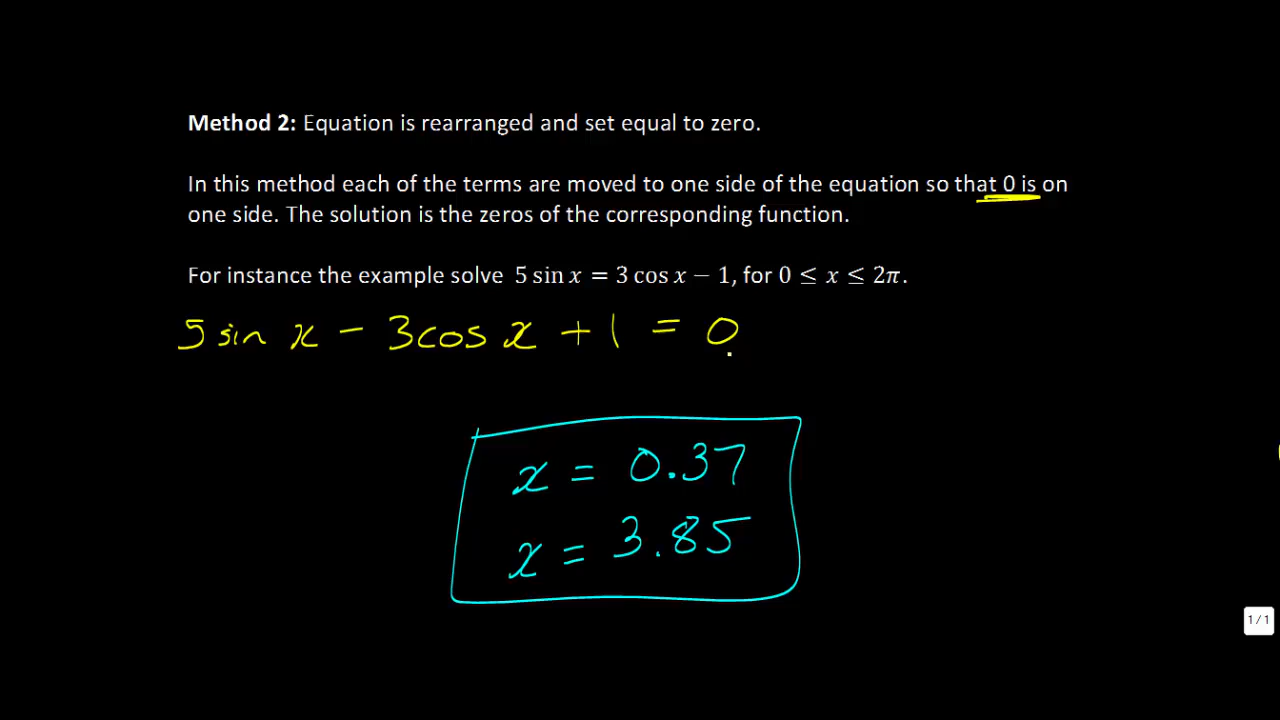 Method 2: Equation is rearranged and set equal to zero.
In this method each of the terms are moved to one side of the equation so that 0 is on
one side. The solution is the zeros of the corresponding function.
For instance the example solve 5 sin x = 3 cos x − 1, for 0 ≤ x ≤ 2π.
5 sin x − 3cos x + 1 = 0
x = 0.37
x = 3.85
1 / 1